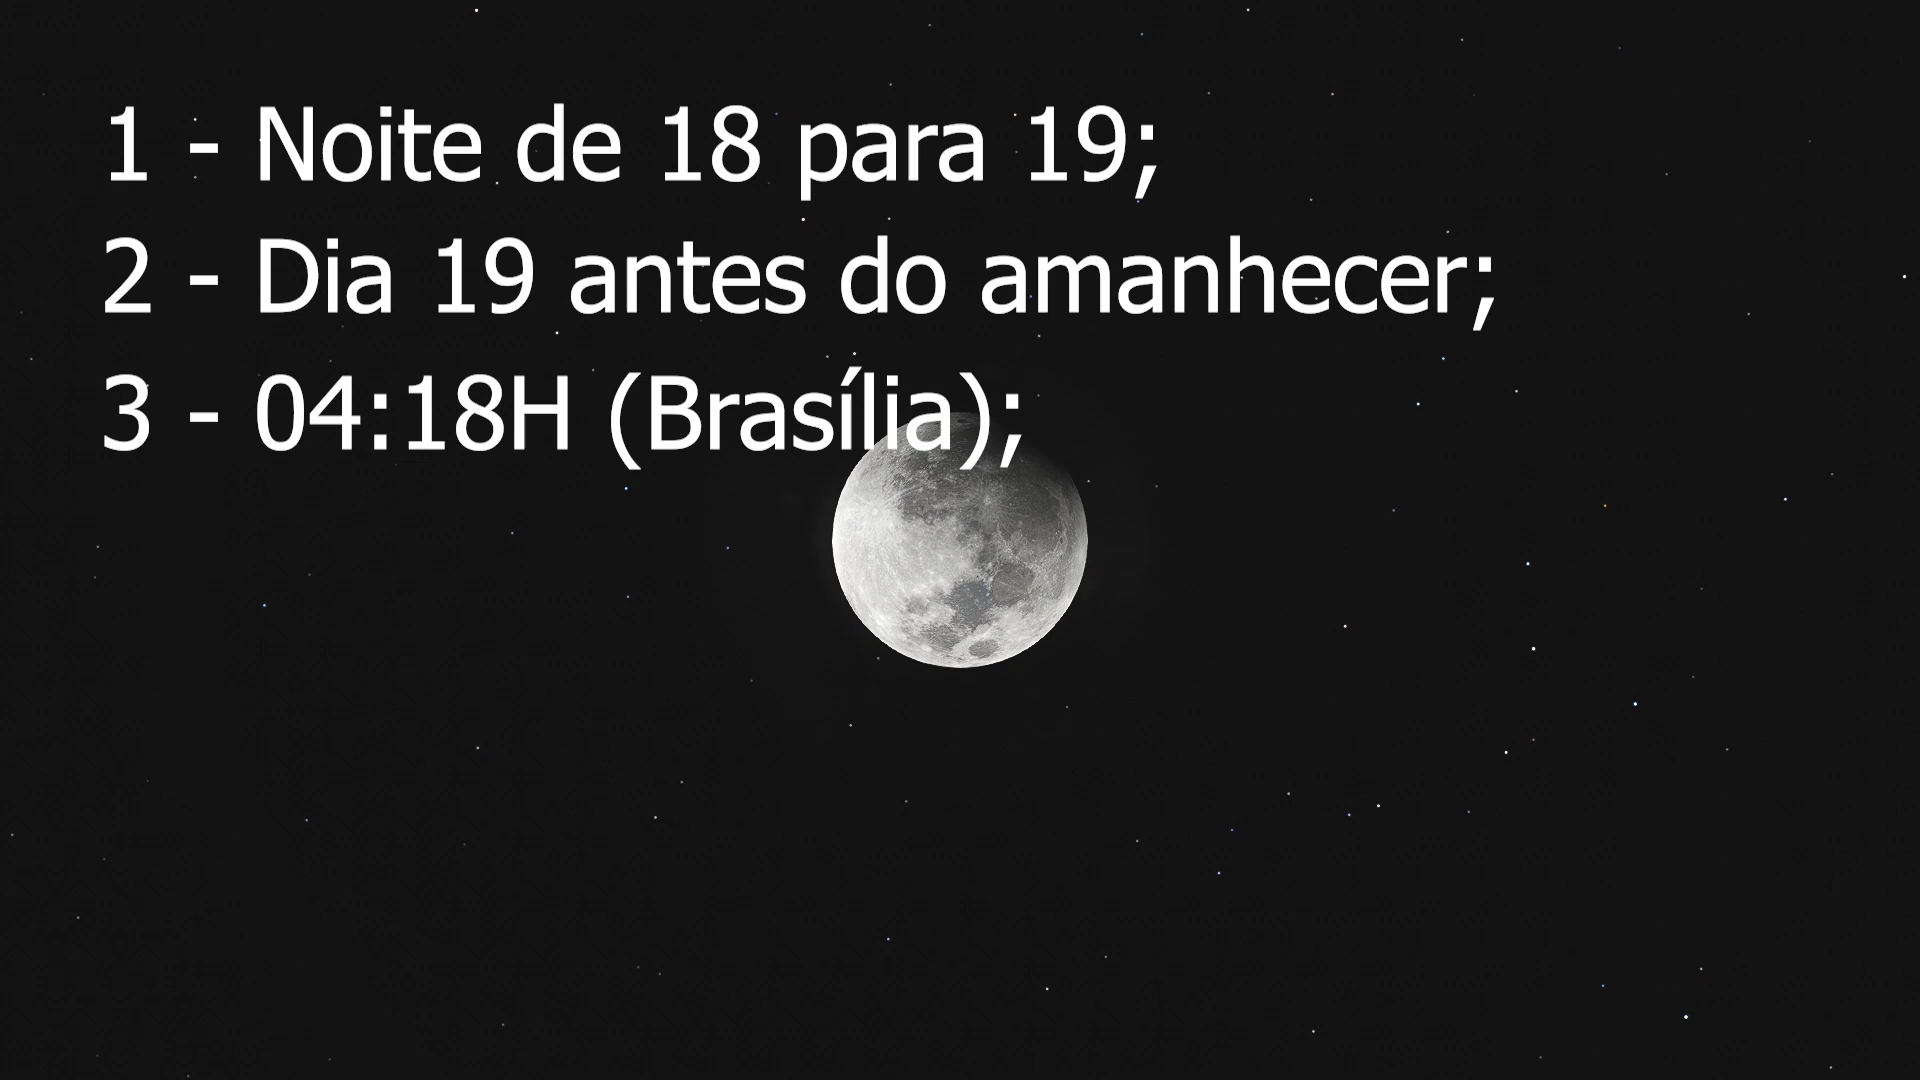 1 - Noite de 18 para 19;
2 - Dia 19 antes do amanhecer;
3 - 04:18H (Brasília);